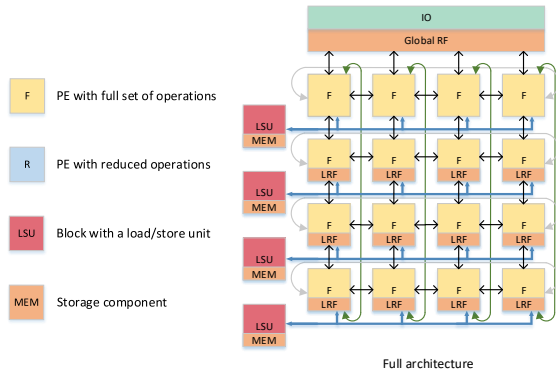 IO
Global RF
F PE with full set of operations
R PE with reduced operations
LSU Block with a load/store unit
MEM Storage component
F F F F
LSU
MEM
F F F F
LRF LRF LRF LRF
LSU
MEM
F F F F
LRF LRF LRF LRF
LSU
MEM
F F F F
LRF LRF LRF LRF
LSU
MEM
Full architecture